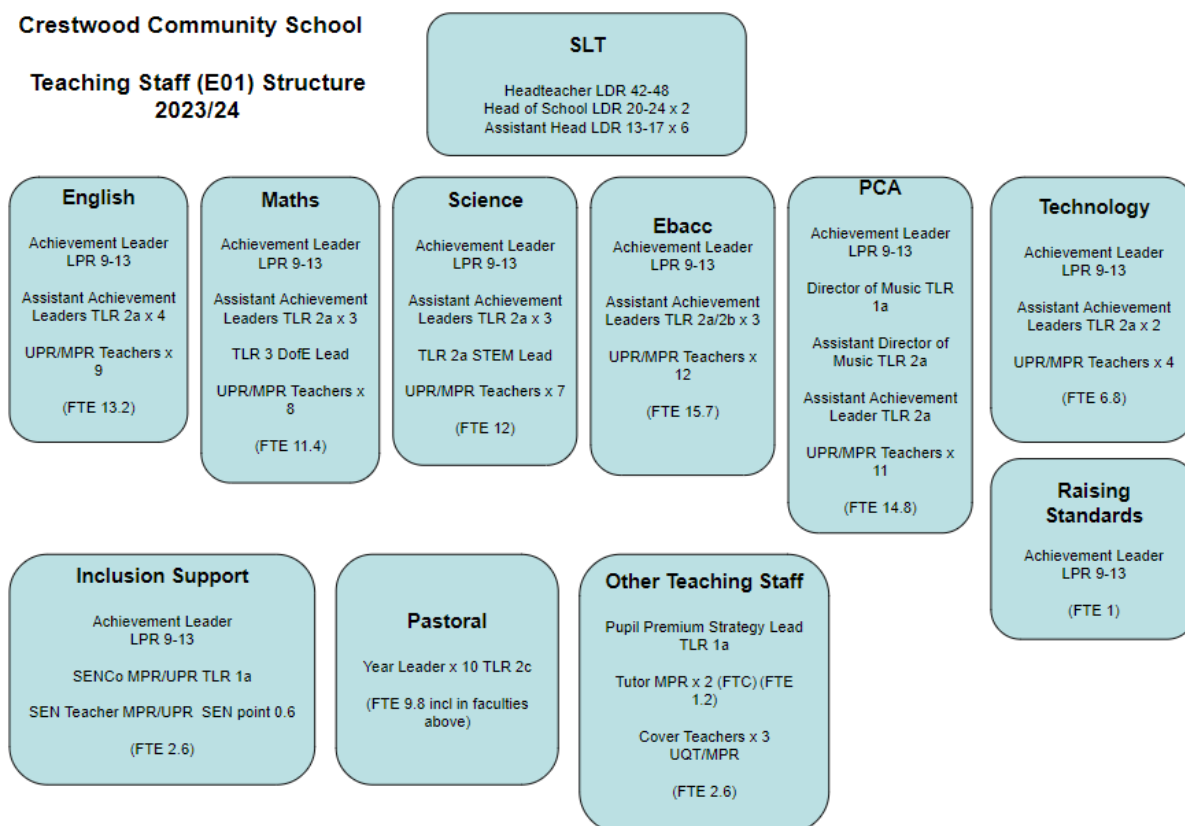 Crestwood Community School
Teaching Staff (E01) Structure
2023/24
SLT
Headteacher LDR 42-48
Head of School LDR 20-24 x 2
Assistant Head LDR 13-17 x 6
English
Achievement Leader
LPR 9-13
Assistant Achievement
Leaders TLR 2a x 4
UPR/MPR Teachers x
9
(FTE 13.2)
Maths
Achievement Leader
LPR 9-13
Assistant Achievement
Leaders TLR 2a x 3
TLR 3 DofE Lead
UPR/MPR Teachers x
8
(FTE 11.4)
Science
Achievement Leader
LPR 9-13
Assistant Achievement
Leaders TLR 2a x 3
TLR 2a STEM Lead
UPR/MPR Teachers x 7
(FTE 12)
Ebacc
Achievement Leader
LPR 9-13
Assistant Achievement
Leaders TLR 2a/2b x 3
UPR/MPR Teachers x
12
(FTE 15.7)
PCA
Achievement Leader
LPR 9-13
Director of Music TLR
1a
Assistant Director of
Music TLR 2a
Assistant Achievement
Leader TLR 2a
UPR/MPR Teachers x
11
(FTE 14.8)
Technology
Achievement Leader
LPR 9-13
Assistant Achievement
Leaders TLR 2a x 2
UPR/MPR Teachers x 4
(FTE 6.8)
Raising
Standards
Achievement Leader
LPR 9-13
(FTE 1)
Inclusion Support
Achievement Leader
LPR 9-13
SENCo MPR/UPR TLR 1a
SEN Teacher MPR/UPR SEN point 0.6
(FTE 2.6)
Pastoral
Year Leader x 10 TLR 2c
(FTE 9.8 incl in faculties
above)
Other Teaching Staff
Pupil Premium Strategy Lead
TLR 1a
Tutor MPR x 2 (FTC) (FTE
1.2)
Cover Teachers x 3
UQT/MPR
(FTE 2.6)